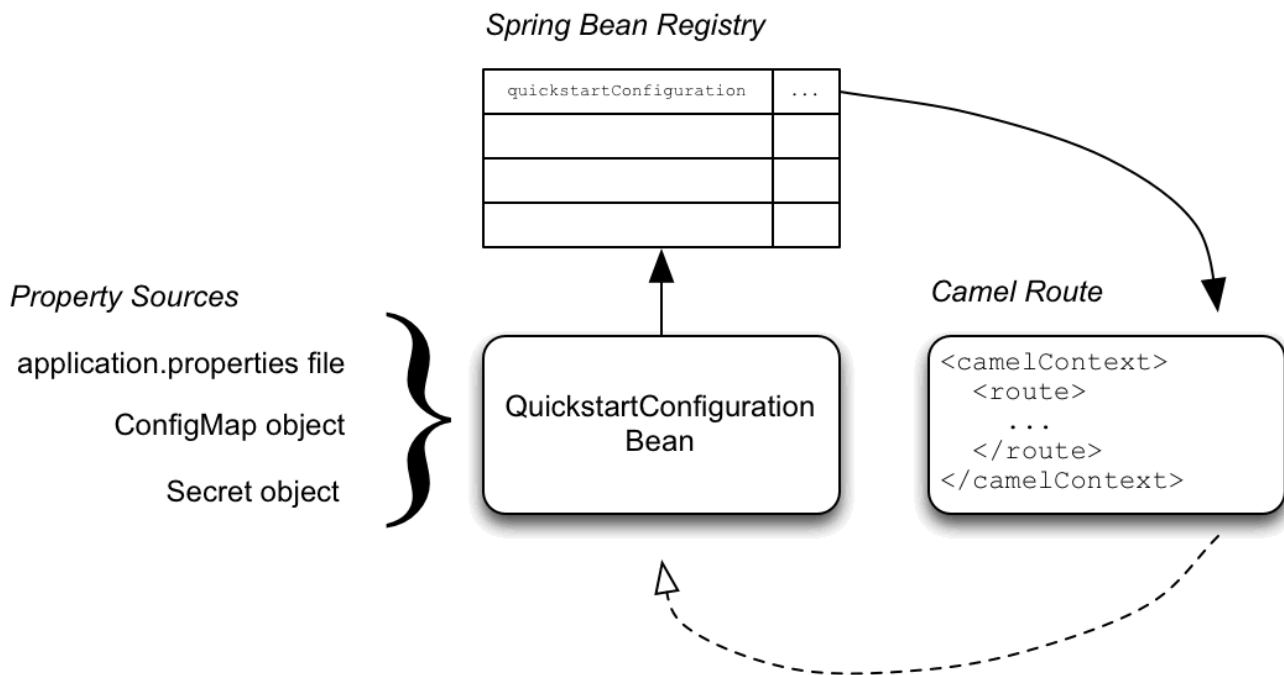 Spring Bean Registry
quickstartConfiguration ...
Property Sources
application.properties file
ConfigMap object
Secret object
QuickstartConfiguration
Bean
Camel Route
<camelContext>
<route>
...
</route>
</camelContext>